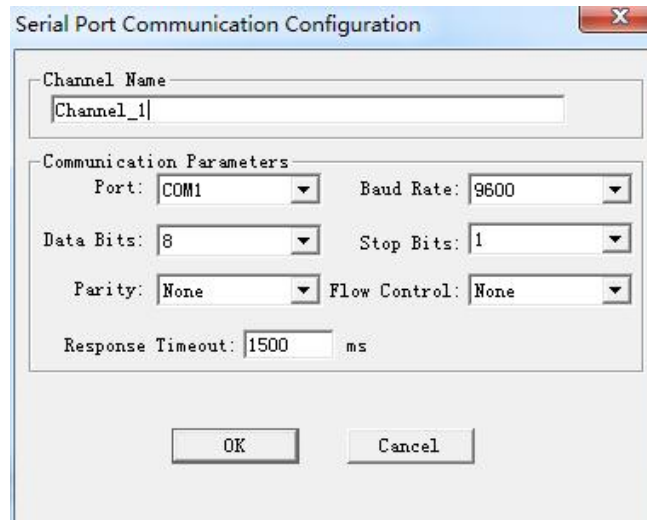 Serial Port Communication Configuration
Channel Name
Channel_1
Communication Parameters
Port: COM1 Baud Rate: 9600
Data Bits: 8 Stop Bits: 1
Parity: None Flow Control: None
Response Timeout: 1500 ms
OK Cancel